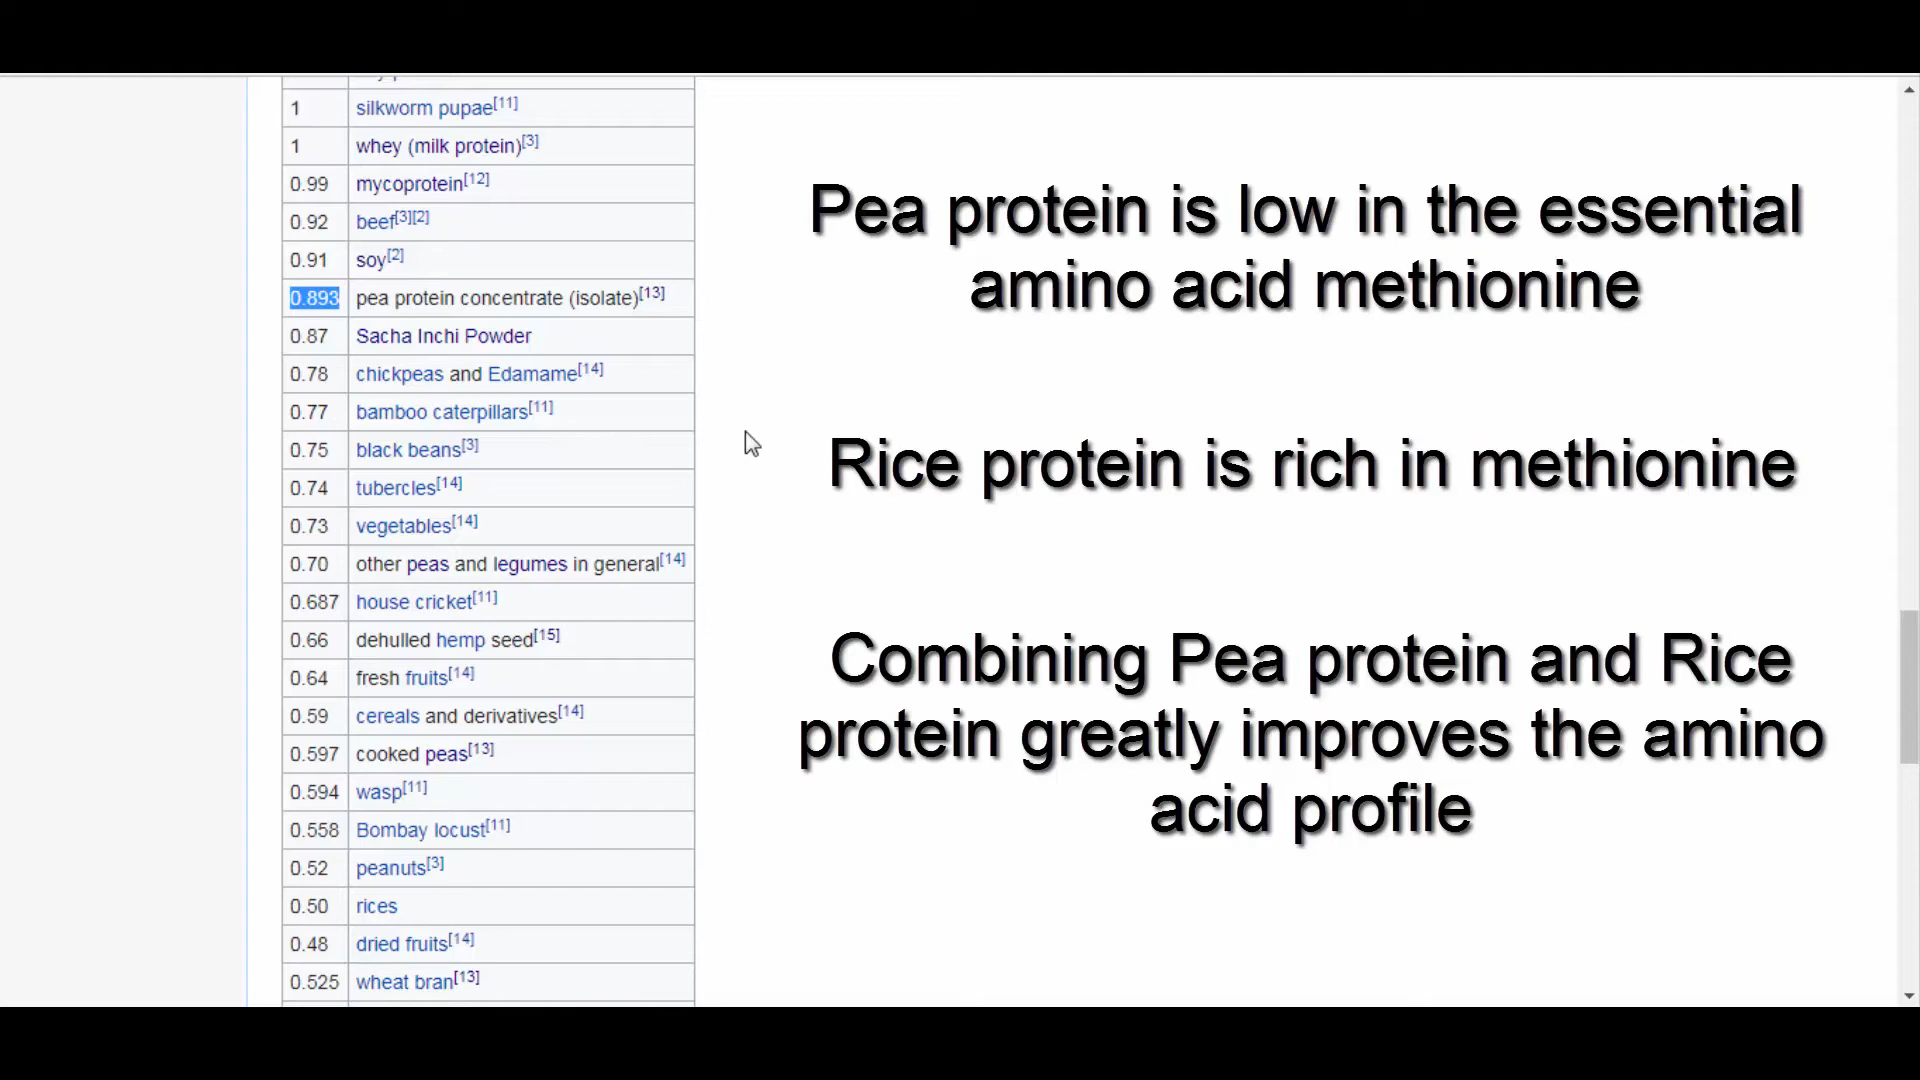 1 silkworm pupae[11]
1 whey (milk protein)[3]
0.99 mycoprotein[12]
0.92 beef[3][2]
0.91 soy[2]
0.893 pea protein concentrate (isolate)[13]
0.87 Sacha Inchi Powder
0.78 chickpeas and Edamame[14]
0.77 bamboo caterpillars[11]
0.75 black beans[3]
0.74 tubercles[14]
0.73 vegetables[14]
0.70 other peas and legumes in general[14]
0.687 house cricket[11]
0.66 dehulled hemp seed[15]
0.64 fresh fruits[14]
0.59 cereals and derivatives[14]
0.597 cooked peas[13]
0.594 wasp[11]
0.558 Bombay locust[11]
0.52 peanuts[3]
0.50 rices
0.48 dried fruits[14]
0.525 wheat bran[13]
Pea protein is low in the essential
amino acid methionine
Rice protein is rich in methionine
Combining Pea protein and Rice
protein greatly improves the amino
acid profile